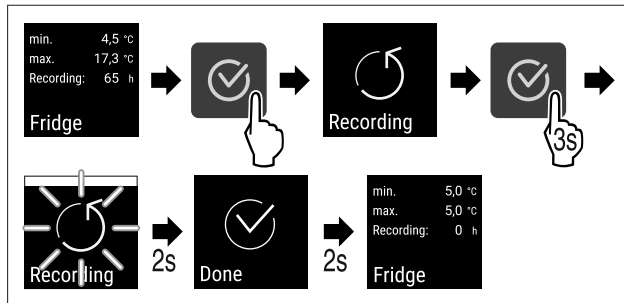 min. 4,5 °C
max. 17,3 °C
Recording: 65 h
Fridge
Recording
3s
Recording
2s
Done
2s
min. 5,0 °C
max. 5,0 °C
Recording: 0 h
Fridge